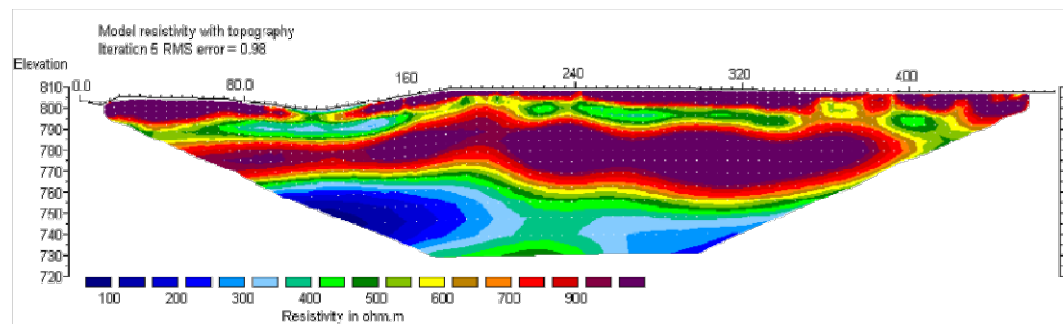 Model resistivity with topography
Iteration 5 RMS error = 0.98
Elevation
0.0 80.0 160 240 320 400
810
800
790
780
770
760
750
740
730
720
100 200 300 400 500 600 700 900
Resistivity in ohm.m